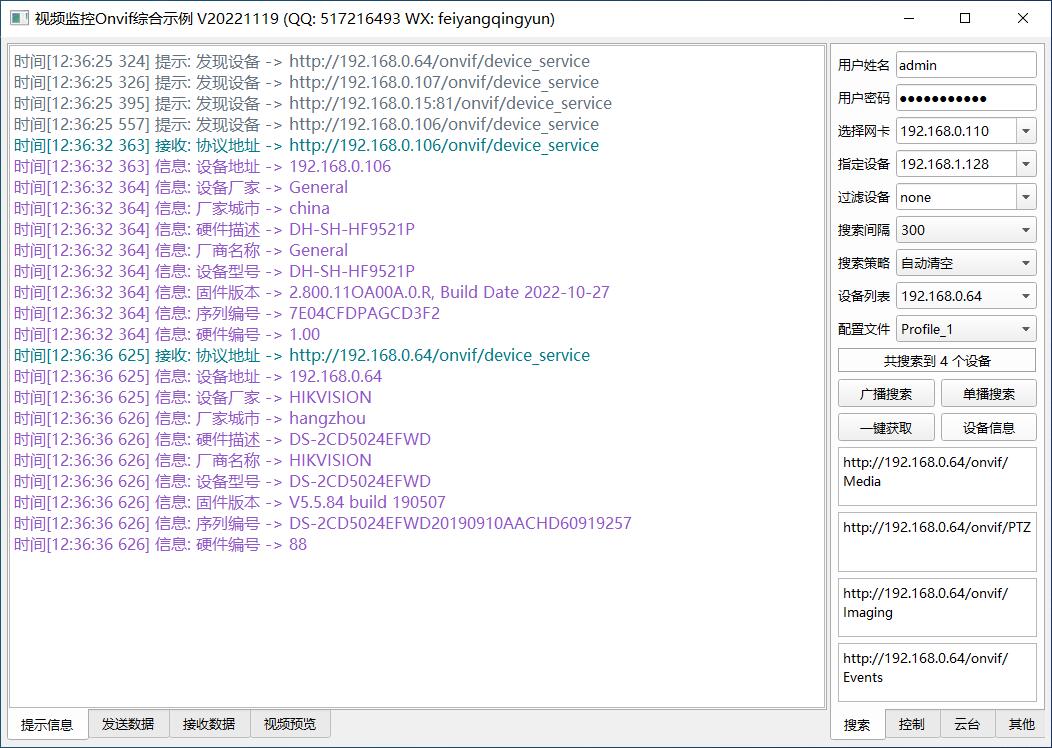 视频监控Onvif综合示例 V20221119 (QQ: 517216493 WX: feiyangqingyun)
时间[12:36:25 324] 提示: 发现设备 -> http://192.168.0.64/onvif/device_service
时间[12:36:25 326] 提示: 发现设备 -> http://192.168.0.107/onvif/device_service
时间[12:36:25 395] 提示: 发现设备 -> http://192.168.0.15:81/onvif/device_service
时间[12:36:25 557] 提示: 发现设备 -> http://192.168.0.106/onvif/device_service
时间[12:36:32 363] 接收: 协议地址 -> http://192.168.0.106/onvif/device_service
时间[12:36:32 363] 信息: 设备地址 -> 192.168.0.106
时间[12:36:32 364] 信息: 设备厂家 -> General
时间[12:36:32 364] 信息: 厂家城市 -> china
时间[12:36:32 364] 信息: 硬件描述 -> DH-SH-HF9521P
时间[12:36:32 364] 信息: 厂商名称 -> General
时间[12:36:32 364] 信息: 设备型号 -> DH-SH-HF9521P
时间[12:36:32 364] 信息: 固件版本 -> 2.800.11OA00A.0.R, Build Date 2022-10-27
时间[12:36:32 364] 信息: 序列编号 -> 7E04CFDPAGCD3F2
时间[12:36:32 364] 信息: 硬件编号 -> 1.00
时间[12:36:36 625] 接收: 协议地址 -> http://192.168.0.64/onvif/device_service
时间[12:36:36 625] 信息: 设备地址 -> 192.168.0.64
时间[12:36:36 625] 信息: 设备厂家 -> HIKVISION
时间[12:36:36 626] 信息: 厂家城市 -> hangzhou
时间[12:36:36 626] 信息: 硬件描述 -> DS-2CD5024EFWD
时间[12:36:36 626] 信息: 厂商名称 -> HIKVISION
时间[12:36:36 626] 信息: 设备型号 -> DS-2CD5024EFWD
时间[12:36:36 626] 信息: 固件版本 -> V5.5.84 build 190507
时间[12:36:36 626] 信息: 序列编号 -> DS-2CD5024EFWD20190910AACHD60919257
时间[12:36:36 626] 信息: 硬件编号 -> 88
提示信息 发送数据 接收数据 视频预览
用户姓名 admin
用户密码 ●●●●●●●●●●●
选择网卡 192.168.0.110
指定设备 192.168.1.128
过滤设备 none
搜索间隔 300
搜索策略 自动清空
设备列表 192.168.0.64
配置文件 Profile_1
共搜索到 4 个设备
广播搜索 单播搜索
一键获取 设备信息
http://192.168.0.64/onvif/
Media
http://192.168.0.64/onvif/PTZ
http://192.168.0.64/onvif/
Imaging
http://192.168.0.64/onvif/
Events
搜索 控制 云台 其他